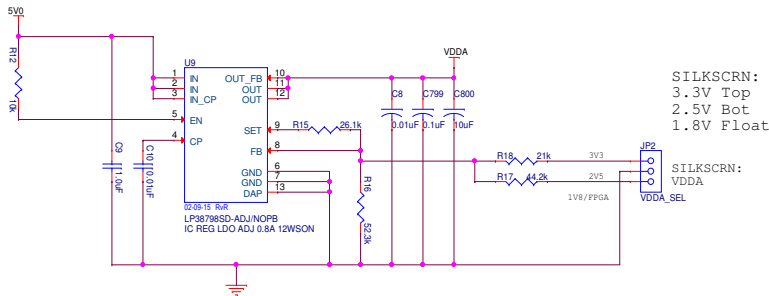 5V0
VDDA
R12
10k
U9
1 IN
2 IN
3 IN_CP
5 EN
4 CP
OUT_FB 10
OUT 11
OUT 12
SET 9
FB 8
GND 6
GND 7
DAP 13
02-09-15 RvR
LP38798SD-ADJ/NOPB
IC REG LDO ADJ 0.8A 12WSON
C9
1.0uF
C10
0.01uF
R15 26.1k
R16
52.3k
C8
0.01uF
C799
0.1uF
C800
10uF
R18 21k
R17 44.2k
3V3
2V5
1V8/FPGA
JP2
VDDA_SEL
SILKSCRN:
3.3V Top
2.5V Bot
1.8V Float
SILKSCRN:
VDDA